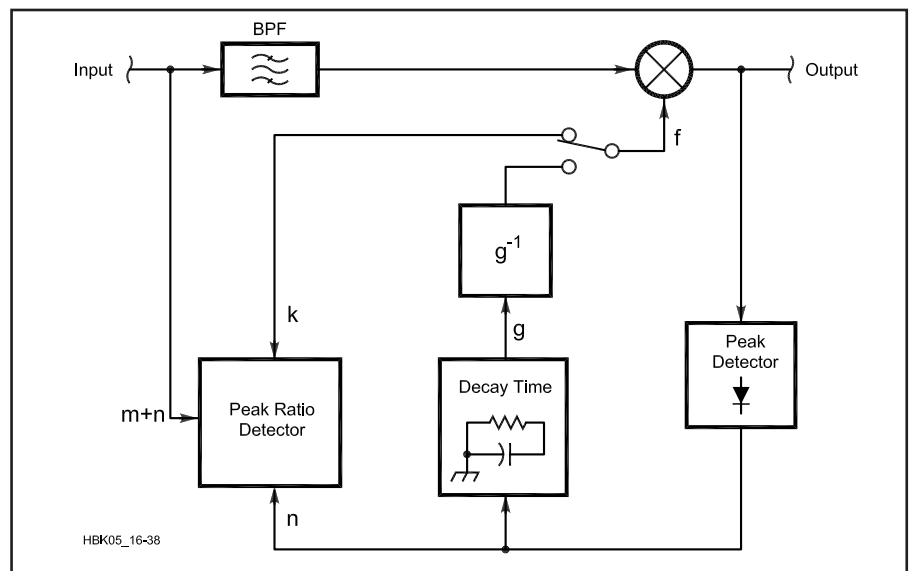 BPF
Input
Output
f
g-1
k
g
Peak
Detector
Decay Time
Peak Ratio
Detector
m+n
n
HBK05_16-38